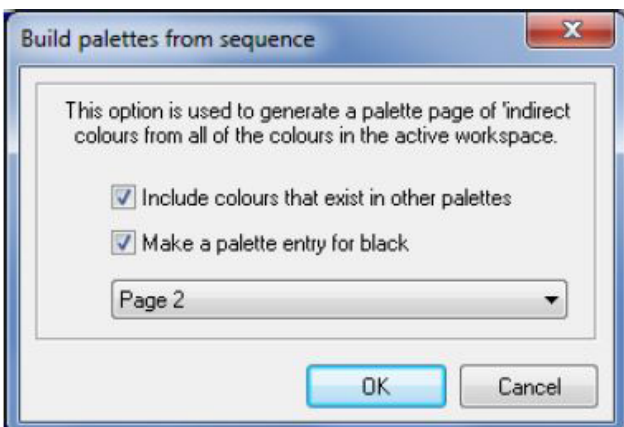 Build palettes from sequence
This option is used to generate a palette page of 'indirect
colours from all of the colours in the active workspace.
Include colours that exist in other palettes
Make a palette entry for black
Page 2
OK
Cancel